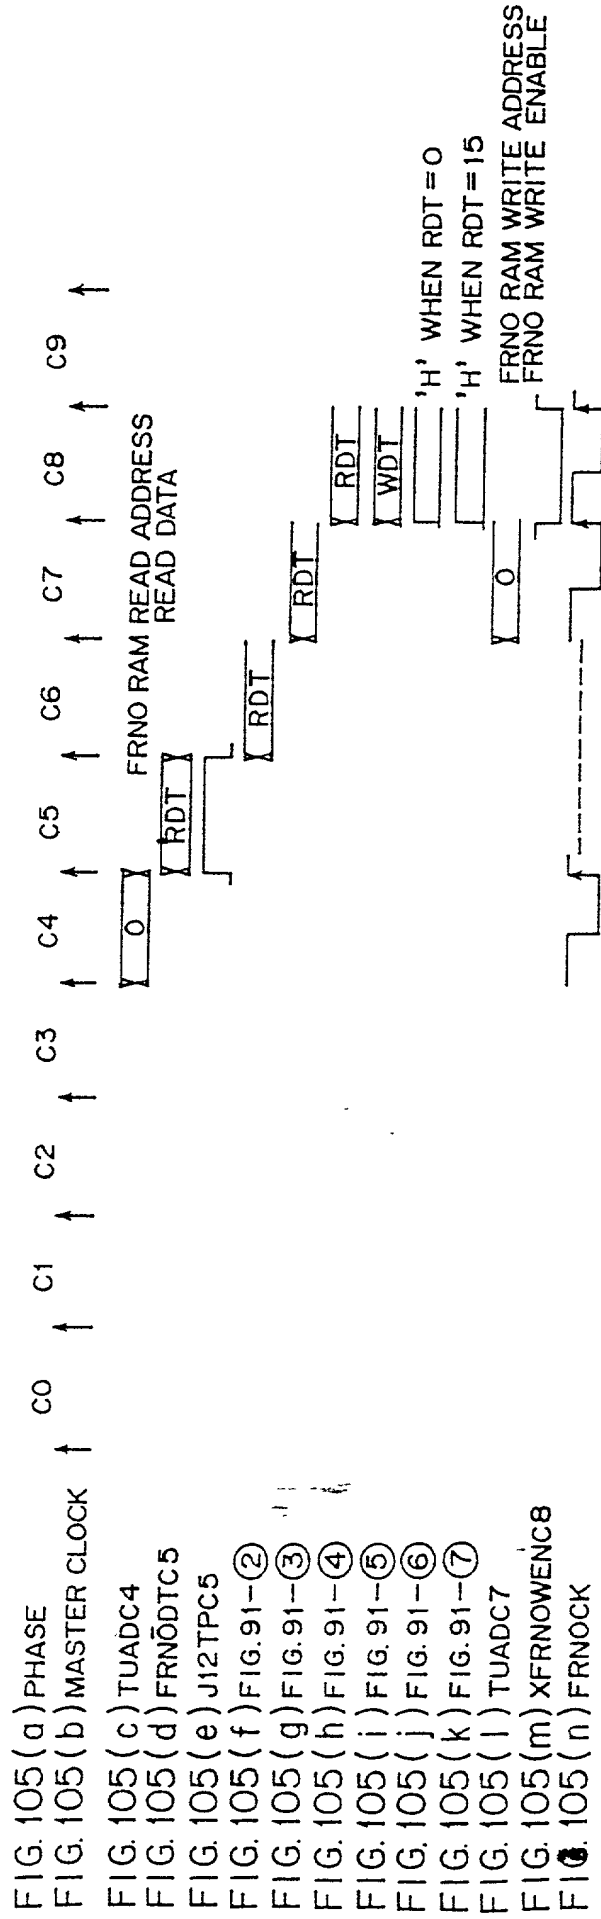 FIG. 105(a) PHASE C0 C1 C2 C3 C4 C5 C6 C7 C8 C9
FIG. 105(b) MASTER CLOCK
FIG. 105(c) TUADC4 0 FRNO RAM READ ADDRESS
FIG. 105(d) FRNODTC5 RDT READ DATA
FIG. 105(e) J12TPC5
FIG. 105(f) FIG. 91-② RDT
FIG. 105(g) FIG. 91-③ RDT
FIG. 105(h) FIG. 91-④ RDT
FIG. 105(i) FIG. 91-⑤ WDT
FIG. 105(j) FIG. 91-⑥ 'H' WHEN RDT=0
FIG. 105(k) FIG. 91-⑦ 'H' WHEN RDT=15
FIG. 105(l) TUADC7 0 FRNO RAM WRITE ADDRESS
FIG. 105(m) XFRNOWENC8 FRNO RAM WRITE ENABLE
FIG. 105(n) FRNOCK